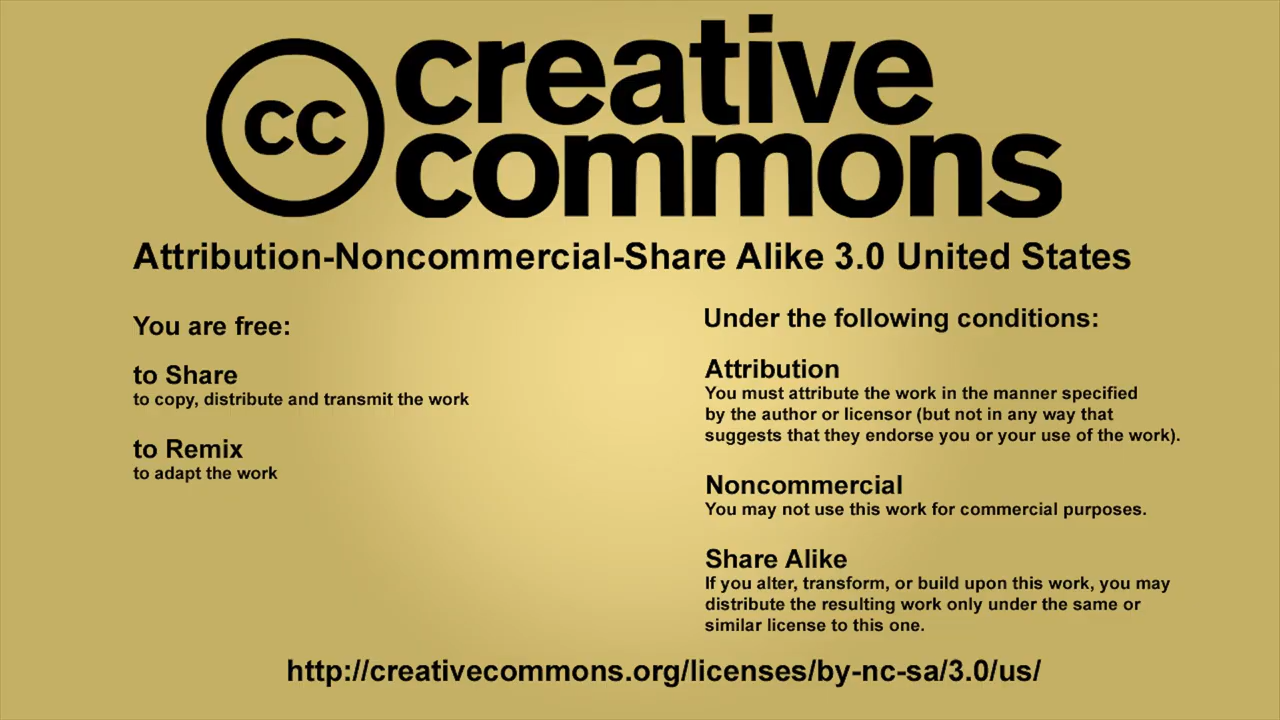 cc
creative
commons
Attribution-Noncommercial-Share Alike 3.0 United States
You are free:
to Share
to copy, distribute and transmit the work
to Remix
to adapt the work
Under the following conditions:
Attribution
You must attribute the work in the manner specified
by the author or licensor (but not in any way that
suggests that they endorse you or your use of the work).
Noncommercial
You may not use this work for commercial purposes.
Share Alike
If you alter, transform, or build upon this work, you may
distribute the resulting work only under the same or
similar license to this one.
http://creativecommons.org/licenses/by-nc-sa/3.0/us/